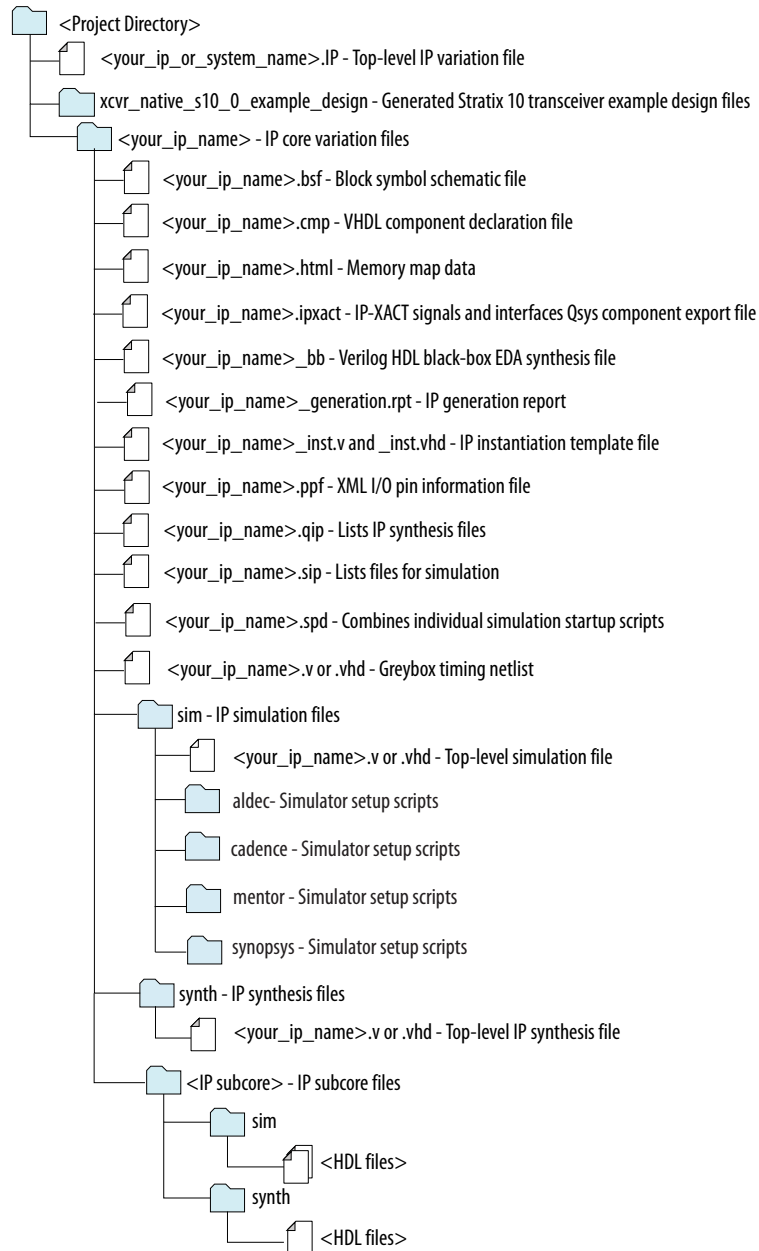 <Project Directory>
<your_ip_or_system_name>.IP - Top-level IP variation file
xcvr_native_s10_0_example_design - Generated Stratix 10 transceiver example design files
<your_ip_name> - IP core variation files
<your_ip_name>.bsf - Block symbol schematic file
<your_ip_name>.cmp - VHDL component declaration file
<your_ip_name>.html - Memory map data
<your_ip_name>.ipxact - IP-XACT signals and interfaces Qsys component export file
<your_ip_name>_bb - Verilog HDL black-box EDA synthesis file
<your_ip_name>_generation.rpt - IP generation report
<your_ip_name>_inst.v and _inst.vhd - IP instantiation template file
<your_ip_name>.ppf - XML I/O pin information file
<your_ip_name>.qip - Lists IP synthesis files
<your_ip_name>.sip - Lists files for simulation
<your_ip_name>.spd - Combines individual simulation startup scripts
<your_ip_name>.v or .vhd - Greybox timing netlist
sim - IP simulation files
<your_ip_name>.v or .vhd - Top-level simulation file
aldec- Simulator setup scripts
cadence - Simulator setup scripts
mentor - Simulator setup scripts
synopsys - Simulator setup scripts
synth - IP synthesis files
<your_ip_name>.v or .vhd - Top-level IP synthesis file
<IP subcore> - IP subcore files
sim
<HDL files>
synth
<HDL files>